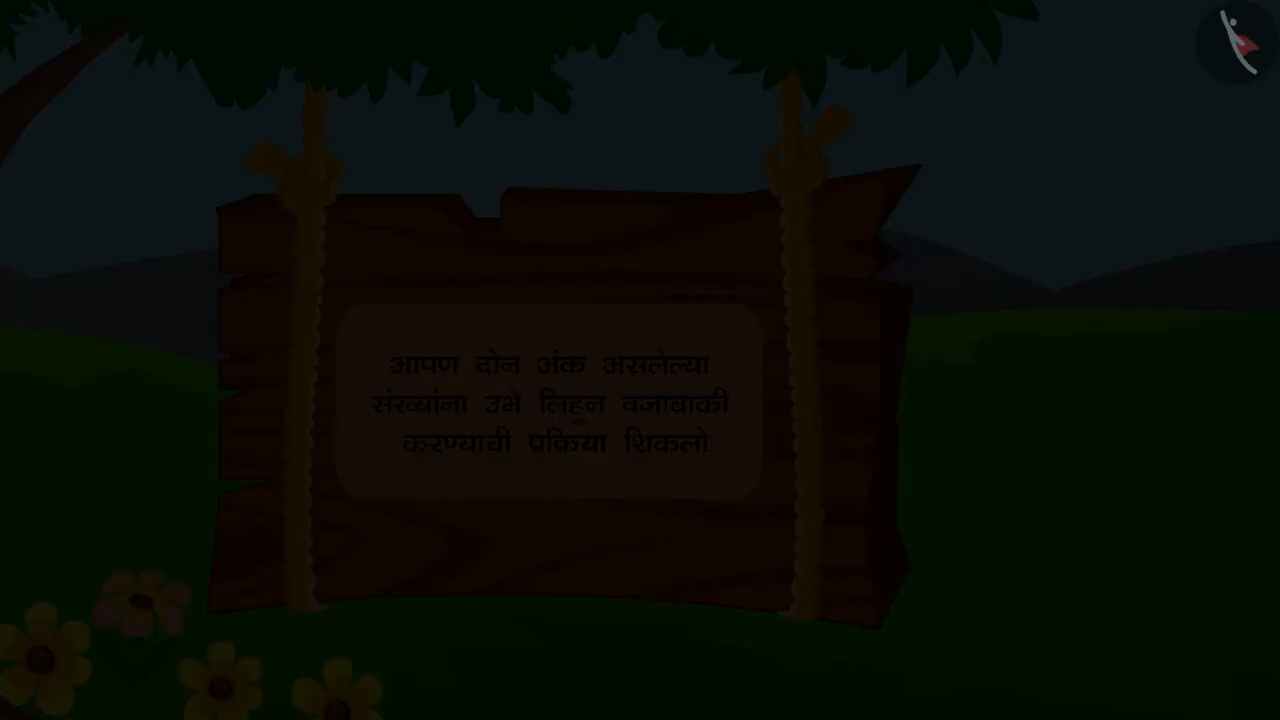 आपण दोन अंक असलेल्या
संख्यांना उभे लिहून वजाबाकी
करण्याची प्रक्रिया शिकलो.